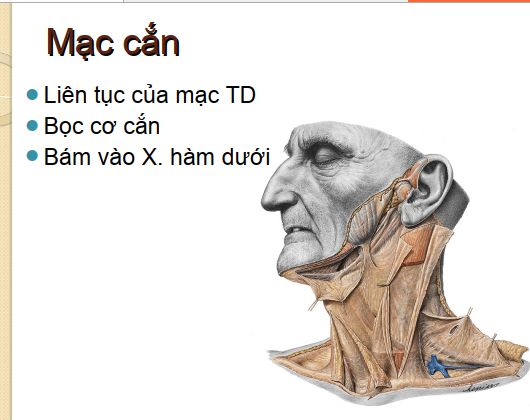 Mạc cắn
Liên tục của mạc TD
Bọc cơ cắn
Bám vào X. hàm dưới